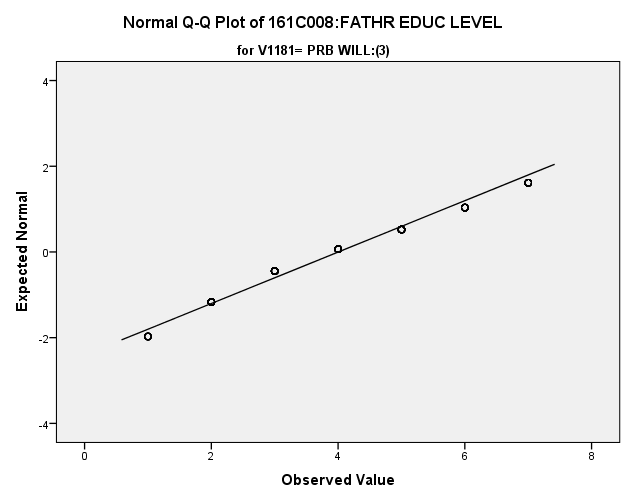 Normal Q-Q Plot of 161C008:FATHR EDUC LEVEL
for V1181= PRB WILL:(3)
Expected Normal
4
2
0
-2
-4
0 2 4 6 8
Observed Value